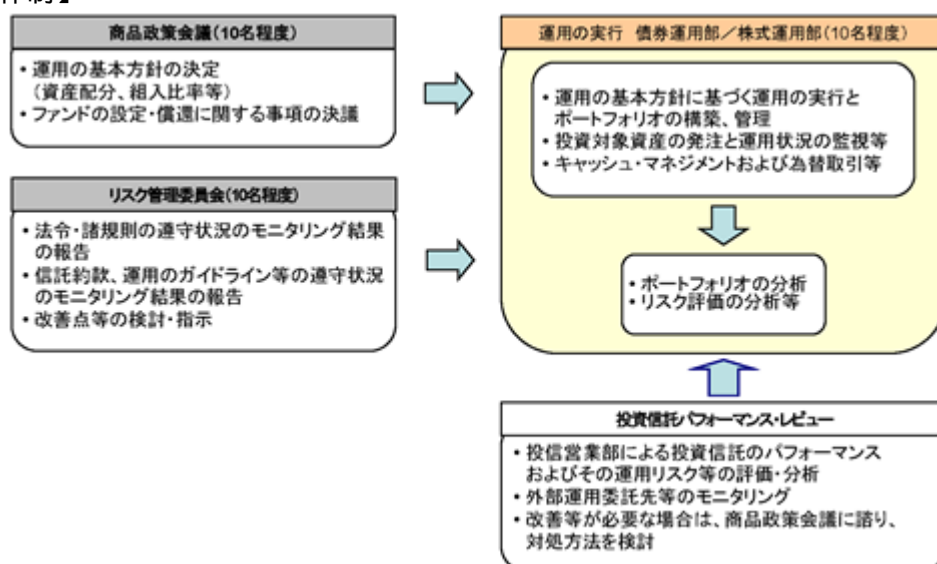 商品政策会議(10名程度)
・運用の基本方針の決定
(資産配分、組入比率等)
・ファンドの設定・償還に関する事項の決議
リスク管理委員会(10名程度)
・法令・諸規則の遵守状況のモニタリング結果
の報告
・信託約款、運用のガイドライン等の遵守状況
のモニタリング結果の報告
・改善点等の検討・指示
運用の実行 債券運用部／株式運用部(10名程度)
・運用の基本方針に基づく運用の実行と
ポートフォリオの構築、管理
・投資対象資産の発注と運用状況の監視等
・キャッシュ・マネジメントおよび為替取引等
・ポートフォリオの分析
・リスク評価の分析等
投資信託パフォーマンス・レビュー
・投信営業部による投資信託のパフォーマンス
およびその運用リスク等の評価・分析
・外部運用委託先等のモニタリング
・改善等が必要な場合は、商品政策会議に諮り、
対処方法を検討